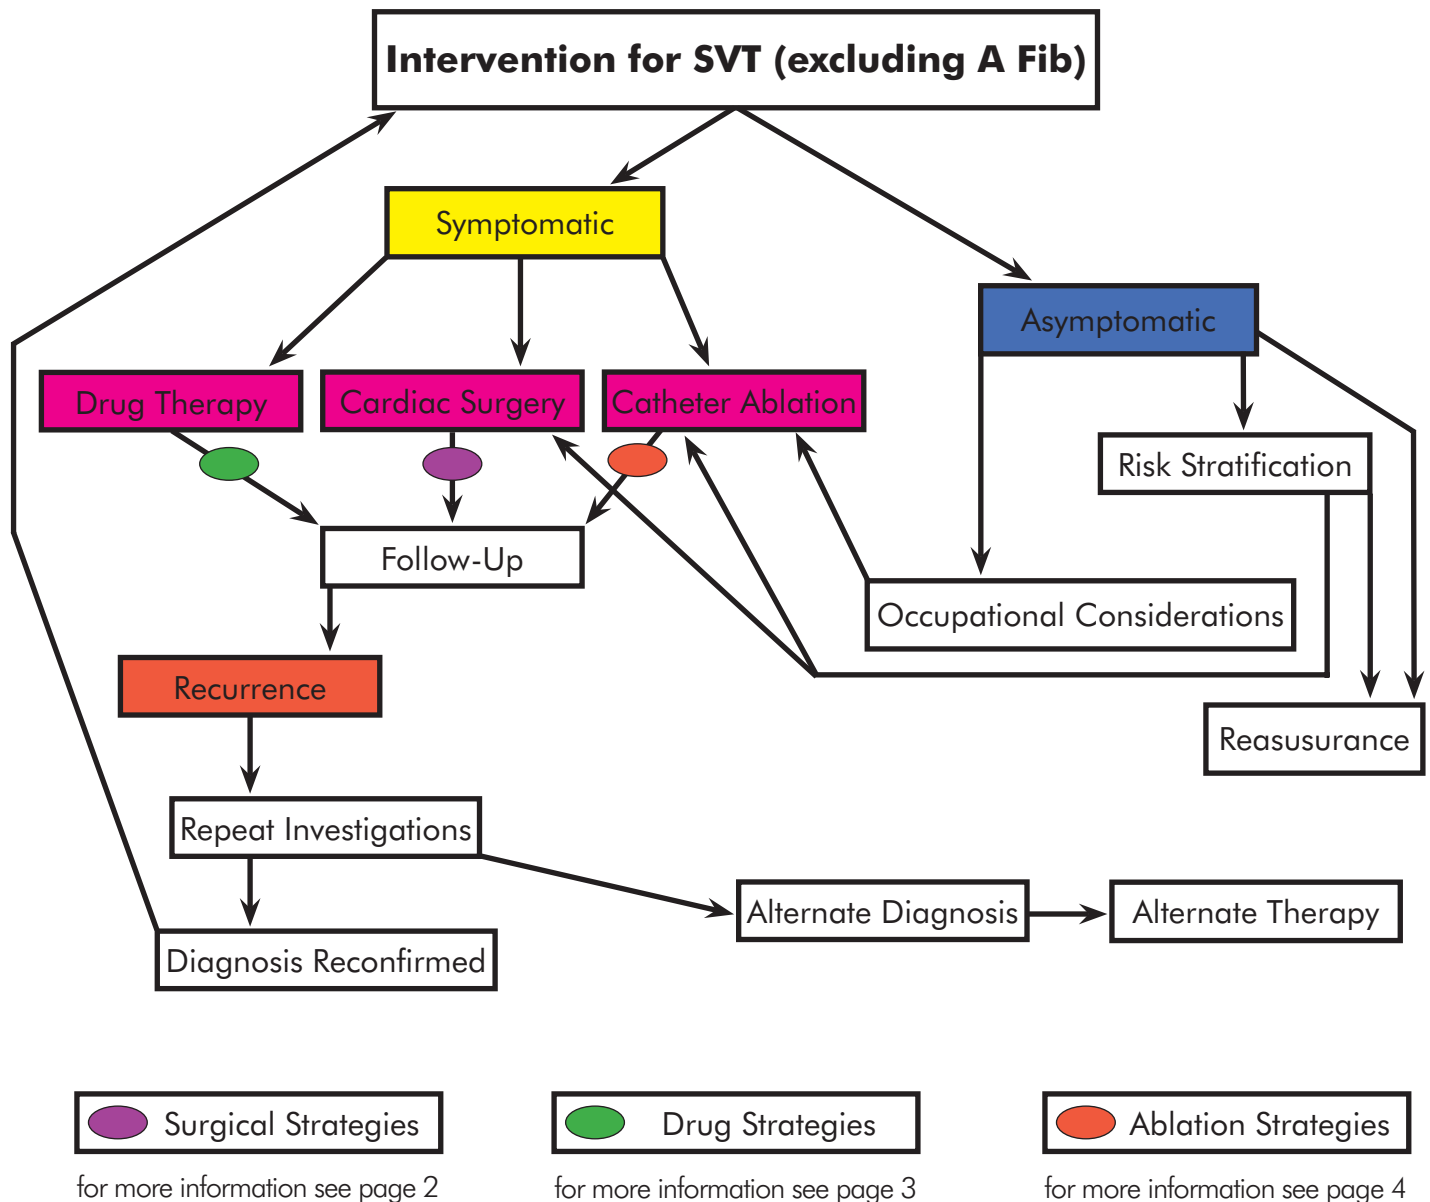 Intervention for SVT (excluding A Fib)
Symptomatic
Asymptomatic
Drug Therapy
Cardiac Surgery
Catheter Ablation
Risk Stratification
Follow-Up
Occupational Considerations
Recurrence
Reasusurance
Repeat Investigations
Alternate Diagnosis
Alternate Therapy
Diagnosis Reconfirmed
Surgical Strategies
Drug Strategies
Ablation Strategies
for more information see page 2
for more information see page 3
for more information see page 4